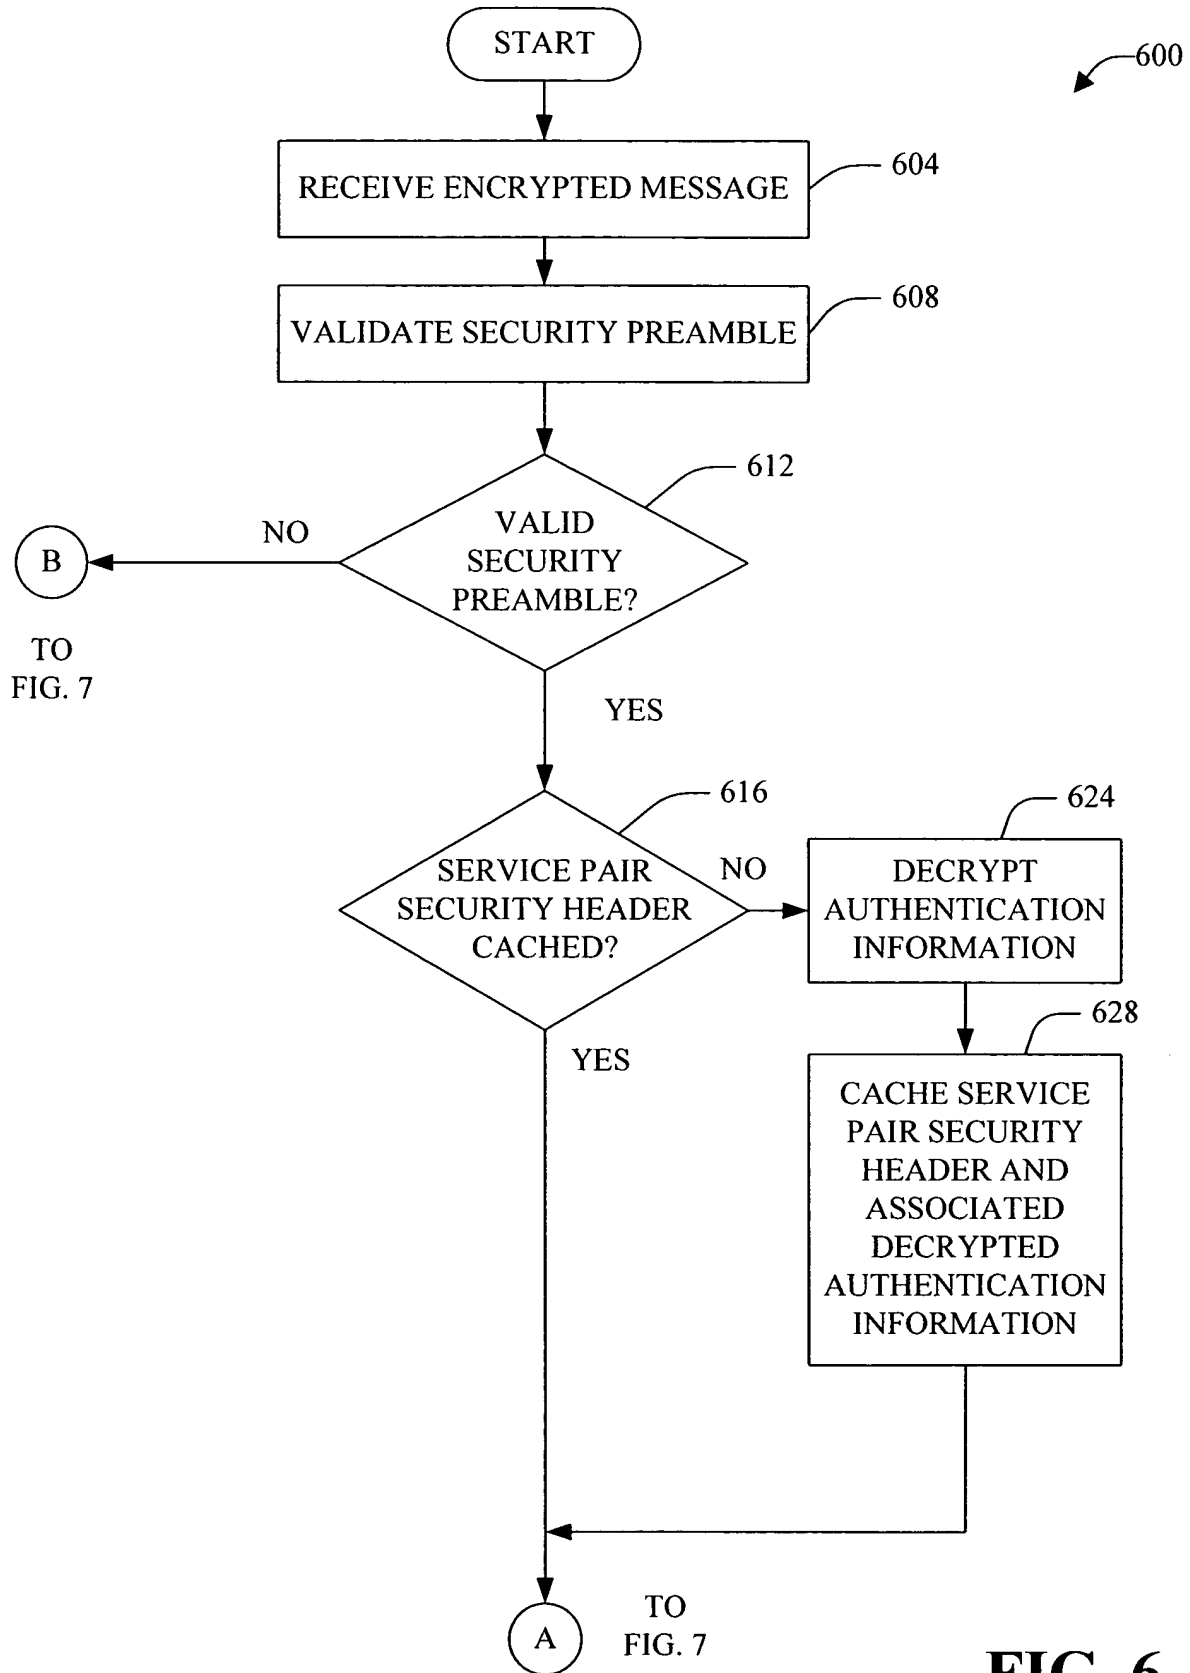 START
600
RECEIVE ENCRYPTED MESSAGE
604
VALIDATE SECURITY PREAMBLE
608
612
VALID
SECURITY
PREAMBLE?
NO
B
TO
FIG. 7
YES
616
SERVICE PAIR
SECURITY HEADER
CACHED?
NO
624
DECRYPT
AUTHENTICATION
INFORMATION
628
CACHE SERVICE
PAIR SECURITY
HEADER AND
ASSOCIATED
DECRYPTED
AUTHENTICATION
INFORMATION
YES
A
TO
FIG. 7
FIG. 6